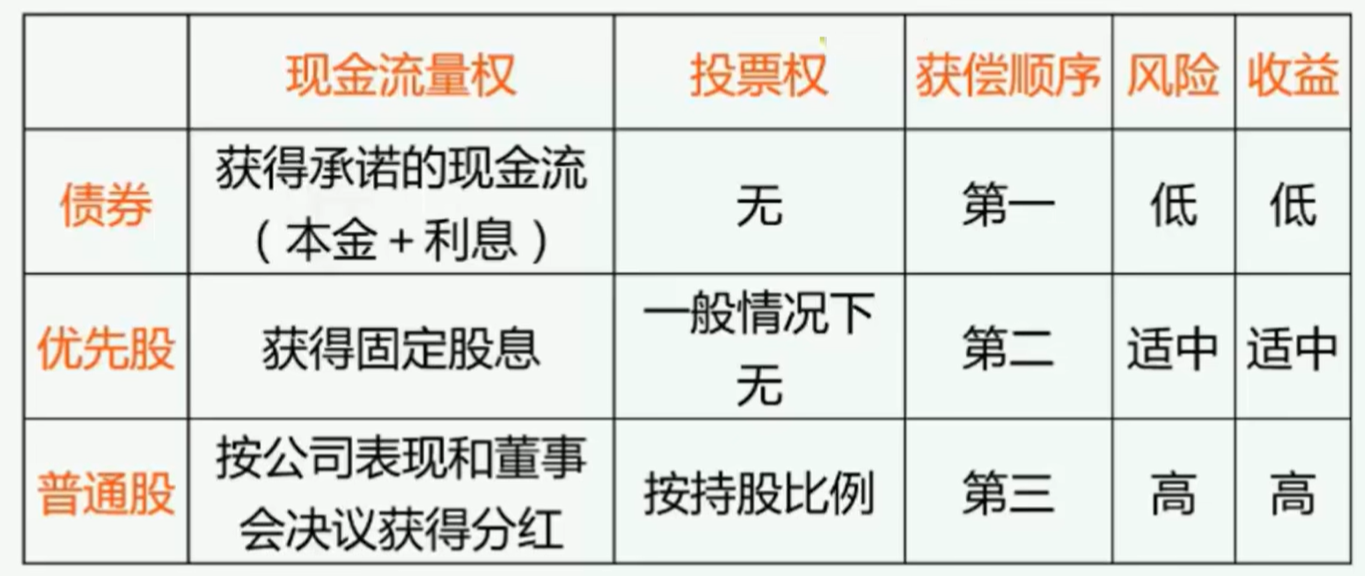 现金流量权 投票权 获偿顺序 风险 收益
债券 获得承诺的现金流（本金+利息） 无 第一 低 低
优先股 获得固定股息 一般情况下无 第二 适中 适中
普通股 按公司表现和董事会决议获得分红 按持股比例 第三 高 高